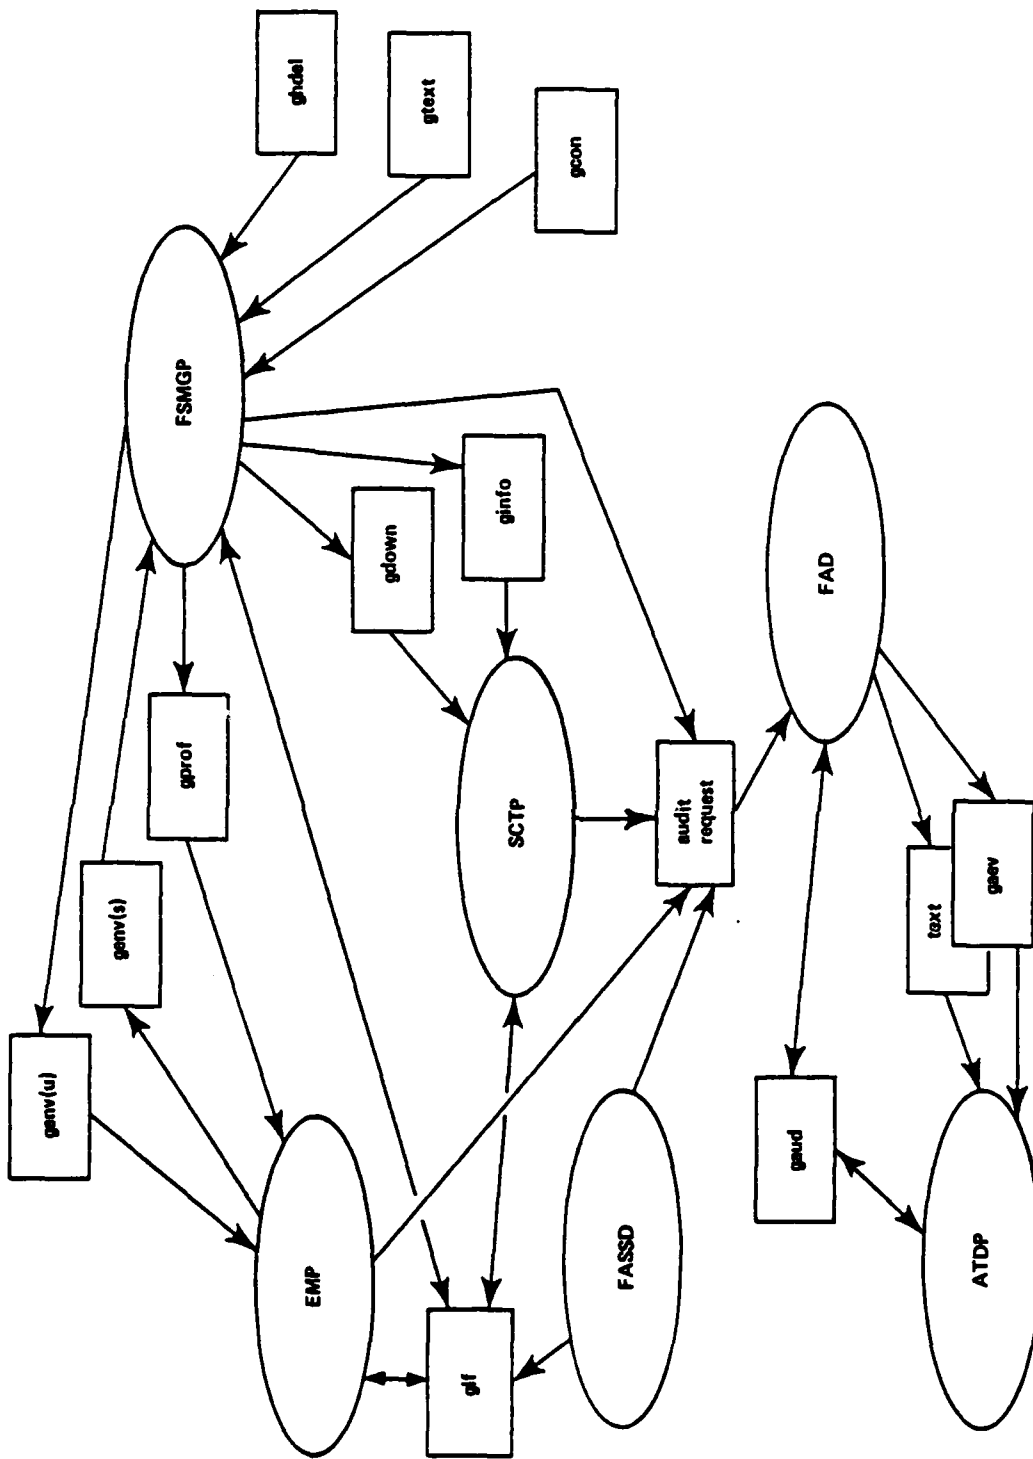 genv(u)
genv(s)
FSMGP
gprof
ghdel
EMP
gdown
gtext
glf
ginfo
SCTP
gcon
FASSD
audit
request
gaud
FAD
text
gaev
ATDP